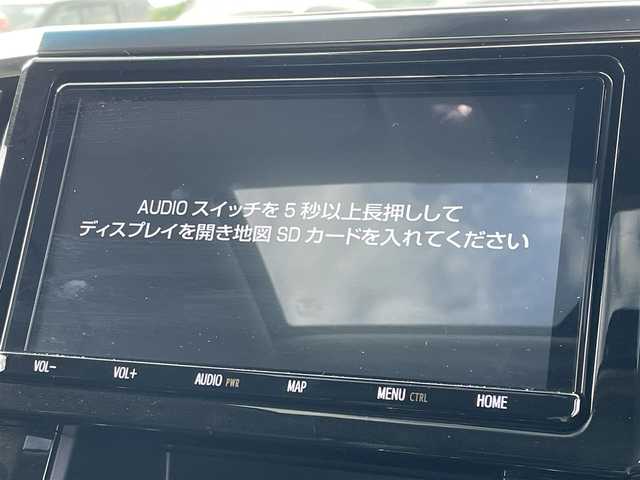 AUDIO スイッチを 5 秒以上長押しして
ディスプレイを開き地図 SD カードを入れてください
VOL− VOL+ AUDIO PWR MAP MENU CTRL HOME